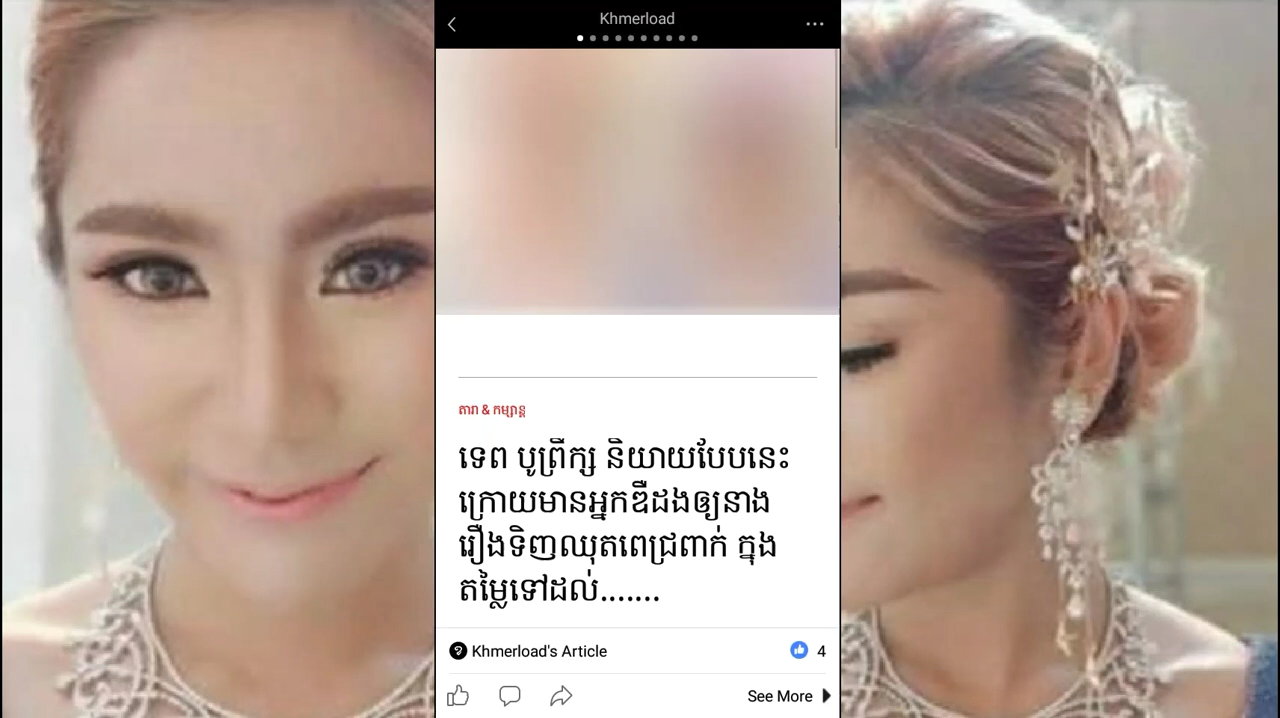 Khmerload
តារា & កម្សាន្ត
ទេព បូព្រីក្ស និយាយបែបនេះ
ក្រោយមានអ្នកឌឺដងឲ្យនាង
រឿងទិញឈុតពេជ្រពាក់ ក្នុង
តម្លៃទៅដល់.......
Khmerload's Article
4
See More